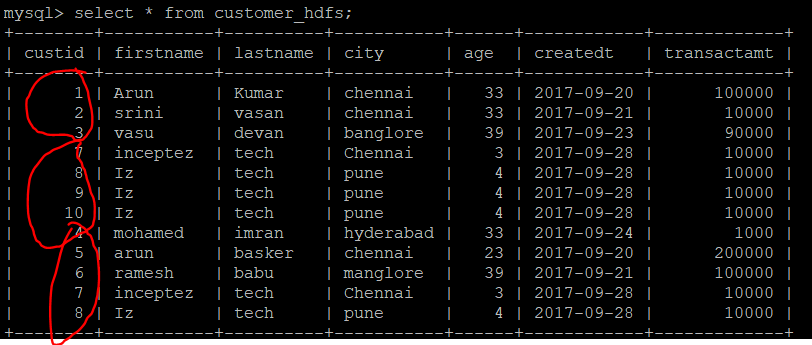 mysql> select * from customer_hdfs;
+--------+-----------+----------+-----------+------+------------+-------------+
| custid | firstname | lastname | city      | age  | createdt   | transactamt |
+--------+-----------+----------+-----------+------+------------+-------------+
|      1 | Arun      | Kumar    | chennai   |   33 | 2017-09-20 |      100000 |
|      2 | srini     | vasan    | chennai   |   33 | 2017-09-21 |       10000 |
|      3 | vasu      | devan    | banglore  |   39 | 2017-09-23 |       90000 |
|      7 | inceptez  | tech     | Chennai   |    3 | 2017-09-28 |       10000 |
|      8 | Iz        | tech     | pune      |    4 | 2017-09-28 |       10000 |
|      9 | Iz        | tech     | pune      |    4 | 2017-09-28 |       10000 |
|     10 | Iz        | tech     | pune      |    4 | 2017-09-28 |       10000 |
|      4 | mohamed   | imran    | hyderabad |   33 | 2017-09-24 |        1000 |
|      5 | arun      | basker   | chennai   |   23 | 2017-09-20 |      200000 |
|      6 | ramesh    | babu     | manglore  |   39 | 2017-09-21 |      100000 |
|      7 | inceptez  | tech     | Chennai   |    3 | 2017-09-28 |       10000 |
|      8 | Iz        | tech     | pune      |    4 | 2017-09-28 |       10000 |
+--------+-----------+----------+-----------+------+------------+-------------+